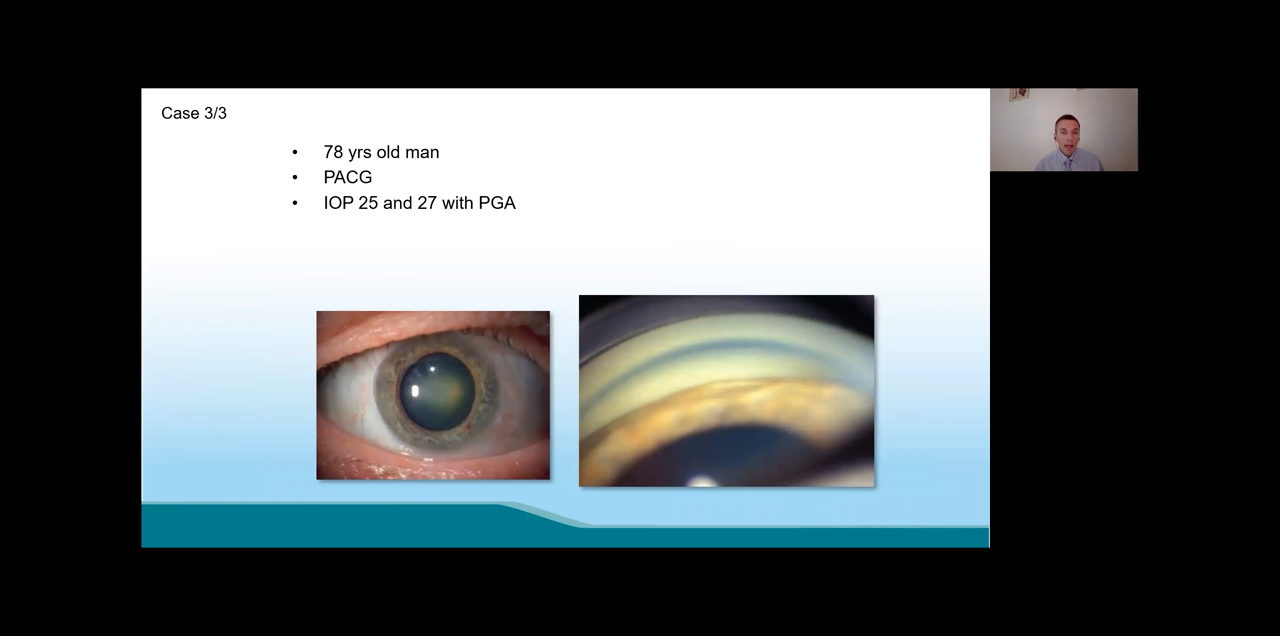 Case 3/3
• 78 yrs old man
• PACG
• IOP 25 and 27 with PGA